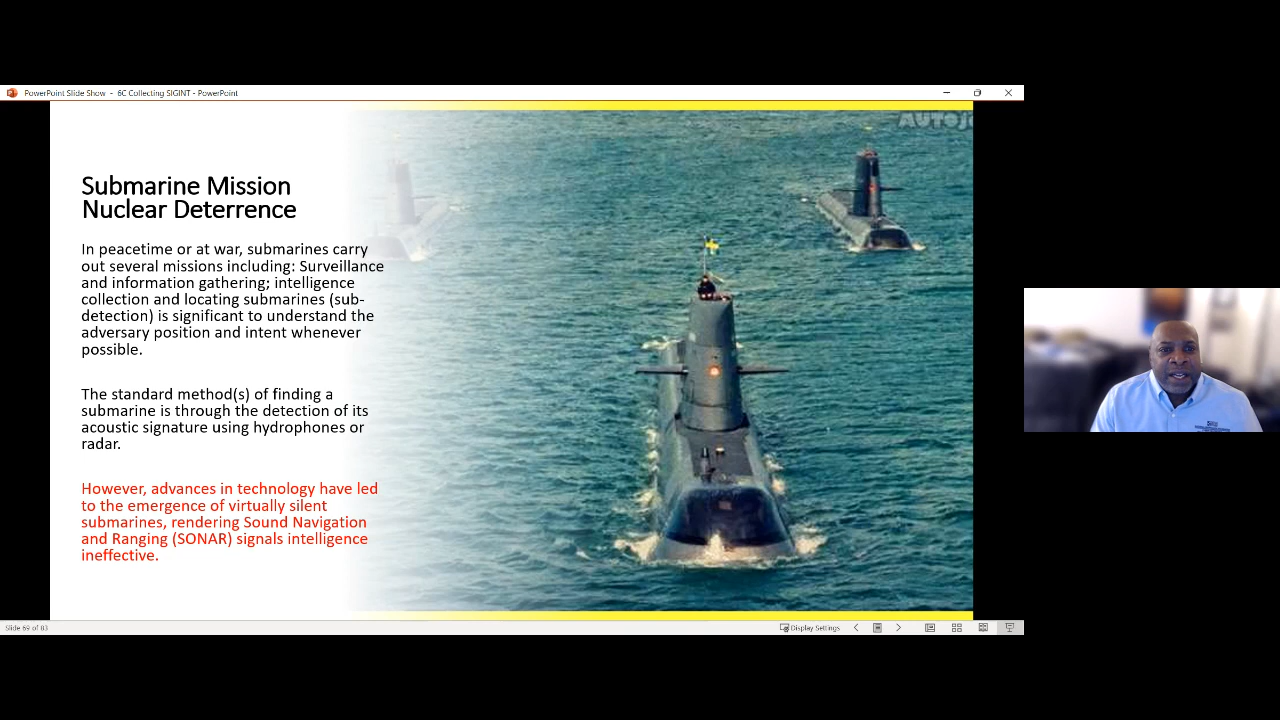 PowerPoint Slide Show - 6C Collecting SIGINT - PowerPoint
Submarine Mission
Nuclear Deterrence
In peacetime or at war, submarines carry
out several missions including: Surveillance
and information gathering; intelligence
collection and locating submarines (sub-
detection) is significant to understand the
adversary position and intent whenever
possible.
The standard method(s) of finding a
submarine is through the detection of its
acoustic signature using hydrophones or
radar.
However, advances in technology have led
to the emergence of virtually silent
submarines, rendering Sound Navigation
and Ranging (SONAR) signals intelligence
ineffective.
Slide 69 of 83
Display Settings